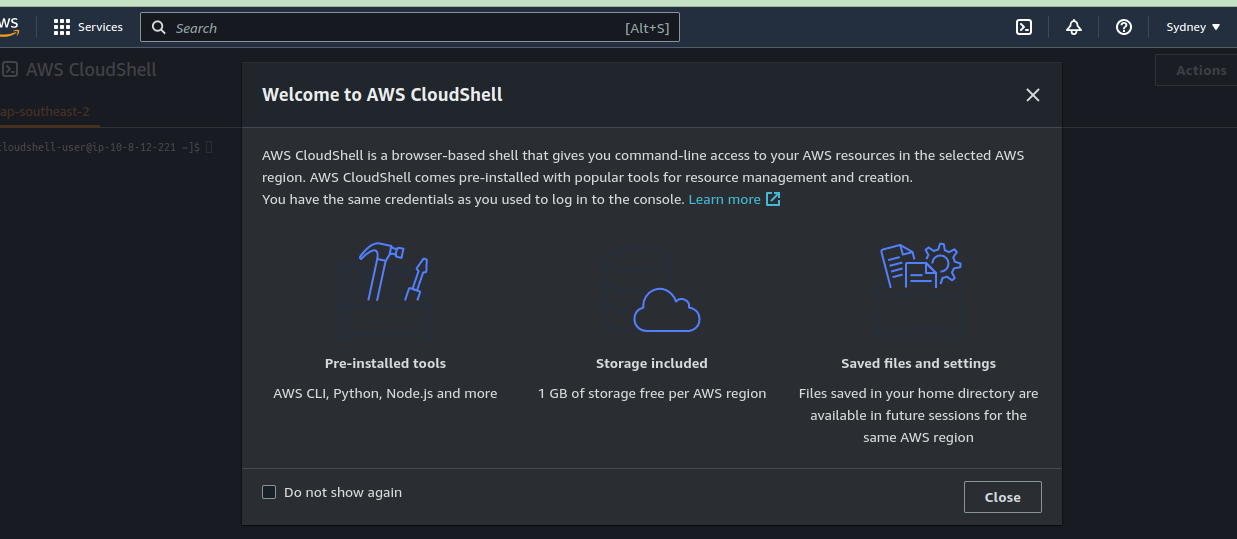 Services
Search
[Alt+S]
Sydney
AWS CloudShell
Actions
ap-southeast-2
cloudshell-user@ip-10-8-12-221 ~]$
Welcome to AWS CloudShell
AWS CloudShell is a browser-based shell that gives you command-line access to your AWS resources in the selected AWS
region. AWS CloudShell comes pre-installed with popular tools for resource management and creation.
You have the same credentials as you used to log in to the console. Learn more
Pre-installed tools
AWS CLI, Python, Node.js and more
Storage included
1 GB of storage free per AWS region
Saved files and settings
Files saved in your home directory are
available in future sessions for the
same AWS region
Do not show again
Close